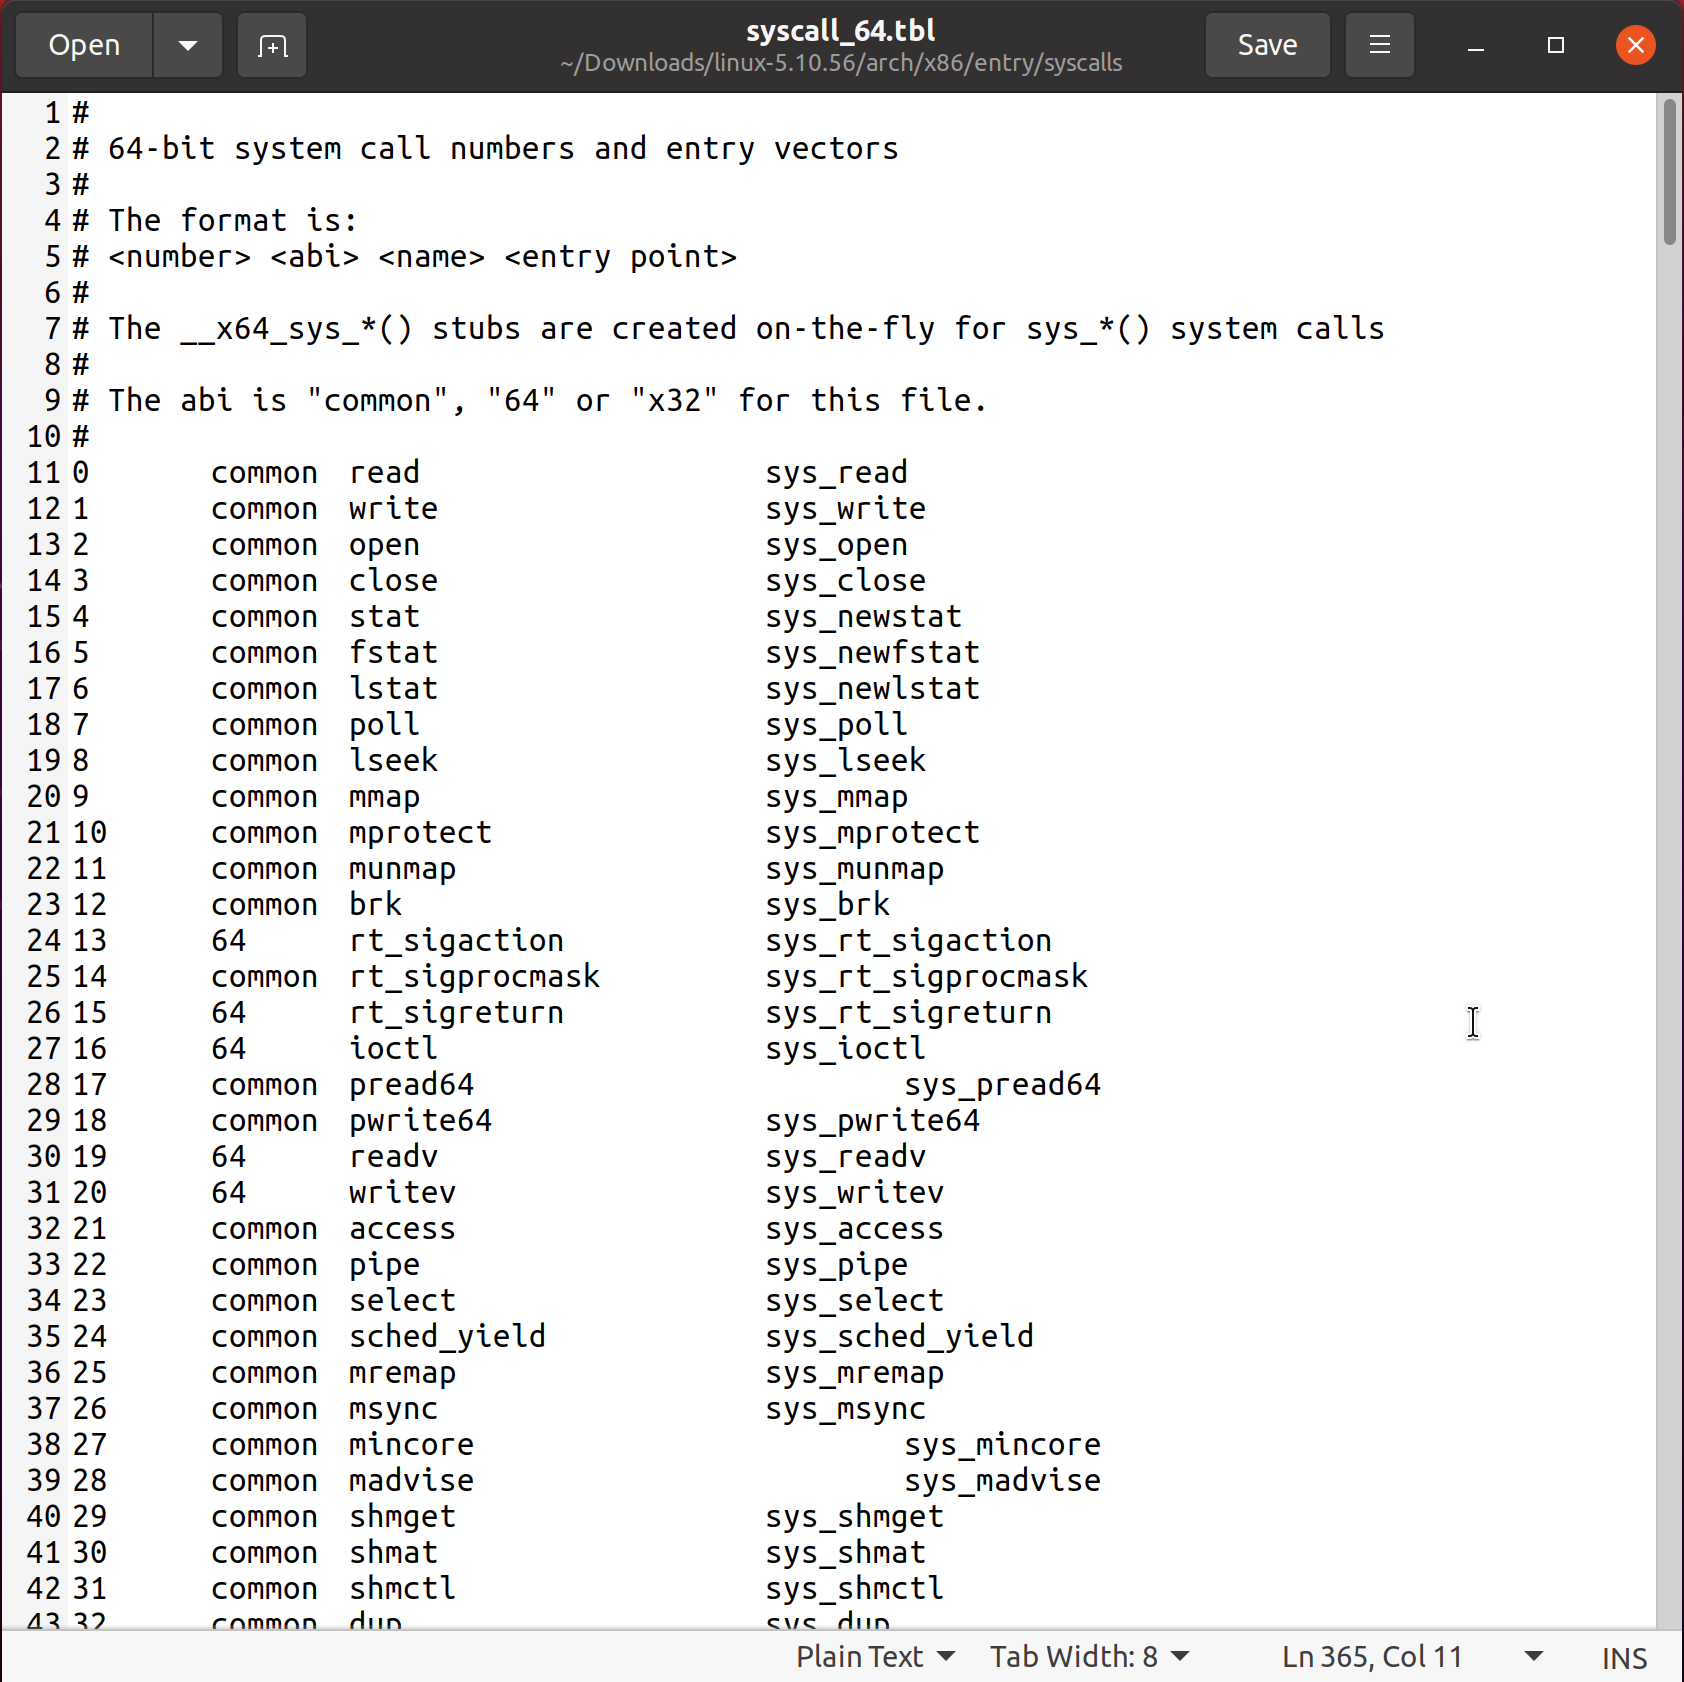 Open
syscall_64.tbl
~/Downloads/linux-5.10.56/arch/x86/entry/syscalls
Save
1 #
2 # 64-bit system call numbers and entry vectors
3 #
4 # The format is:
5 # <number> <abi> <name> <entry point>
6 #
7 # The __x64_sys_*() stubs are created on-the-fly for sys_*() system calls
8 #
9 # The abi is "common", "64" or "x32" for this file.
10 #
11 0 common read sys_read
12 1 common write sys_write
13 2 common open sys_open
14 3 common close sys_close
15 4 common stat sys_newstat
16 5 common fstat sys_newfstat
17 6 common lstat sys_newlstat
18 7 common poll sys_poll
19 8 common lseek sys_lseek
20 9 common mmap sys_mmap
21 10 common mprotect sys_mprotect
22 11 common munmap sys_munmap
23 12 common brk sys_brk
24 13 64 rt_sigaction sys_rt_sigaction
25 14 common rt_sigprocmask sys_rt_sigprocmask
26 15 64 rt_sigreturn sys_rt_sigreturn
27 16 64 ioctl sys_ioctl
28 17 common pread64 sys_pread64
29 18 common pwrite64 sys_pwrite64
30 19 64 readv sys_readv
31 20 64 writev sys_writev
32 21 common access sys_access
33 22 common pipe sys_pipe
34 23 common select sys_select
35 24 common sched_yield sys_sched_yield
36 25 common mremap sys_mremap
37 26 common msync sys_msync
38 27 common mincore sys_mincore
39 28 common madvise sys_madvise
40 29 common shmget sys_shmget
41 30 common shmat sys_shmat
42 31 common shmctl sys_shmctl
43 32 common dup sys_dup
Plain Text Tab Width: 8 Ln 365, Col 11 INS